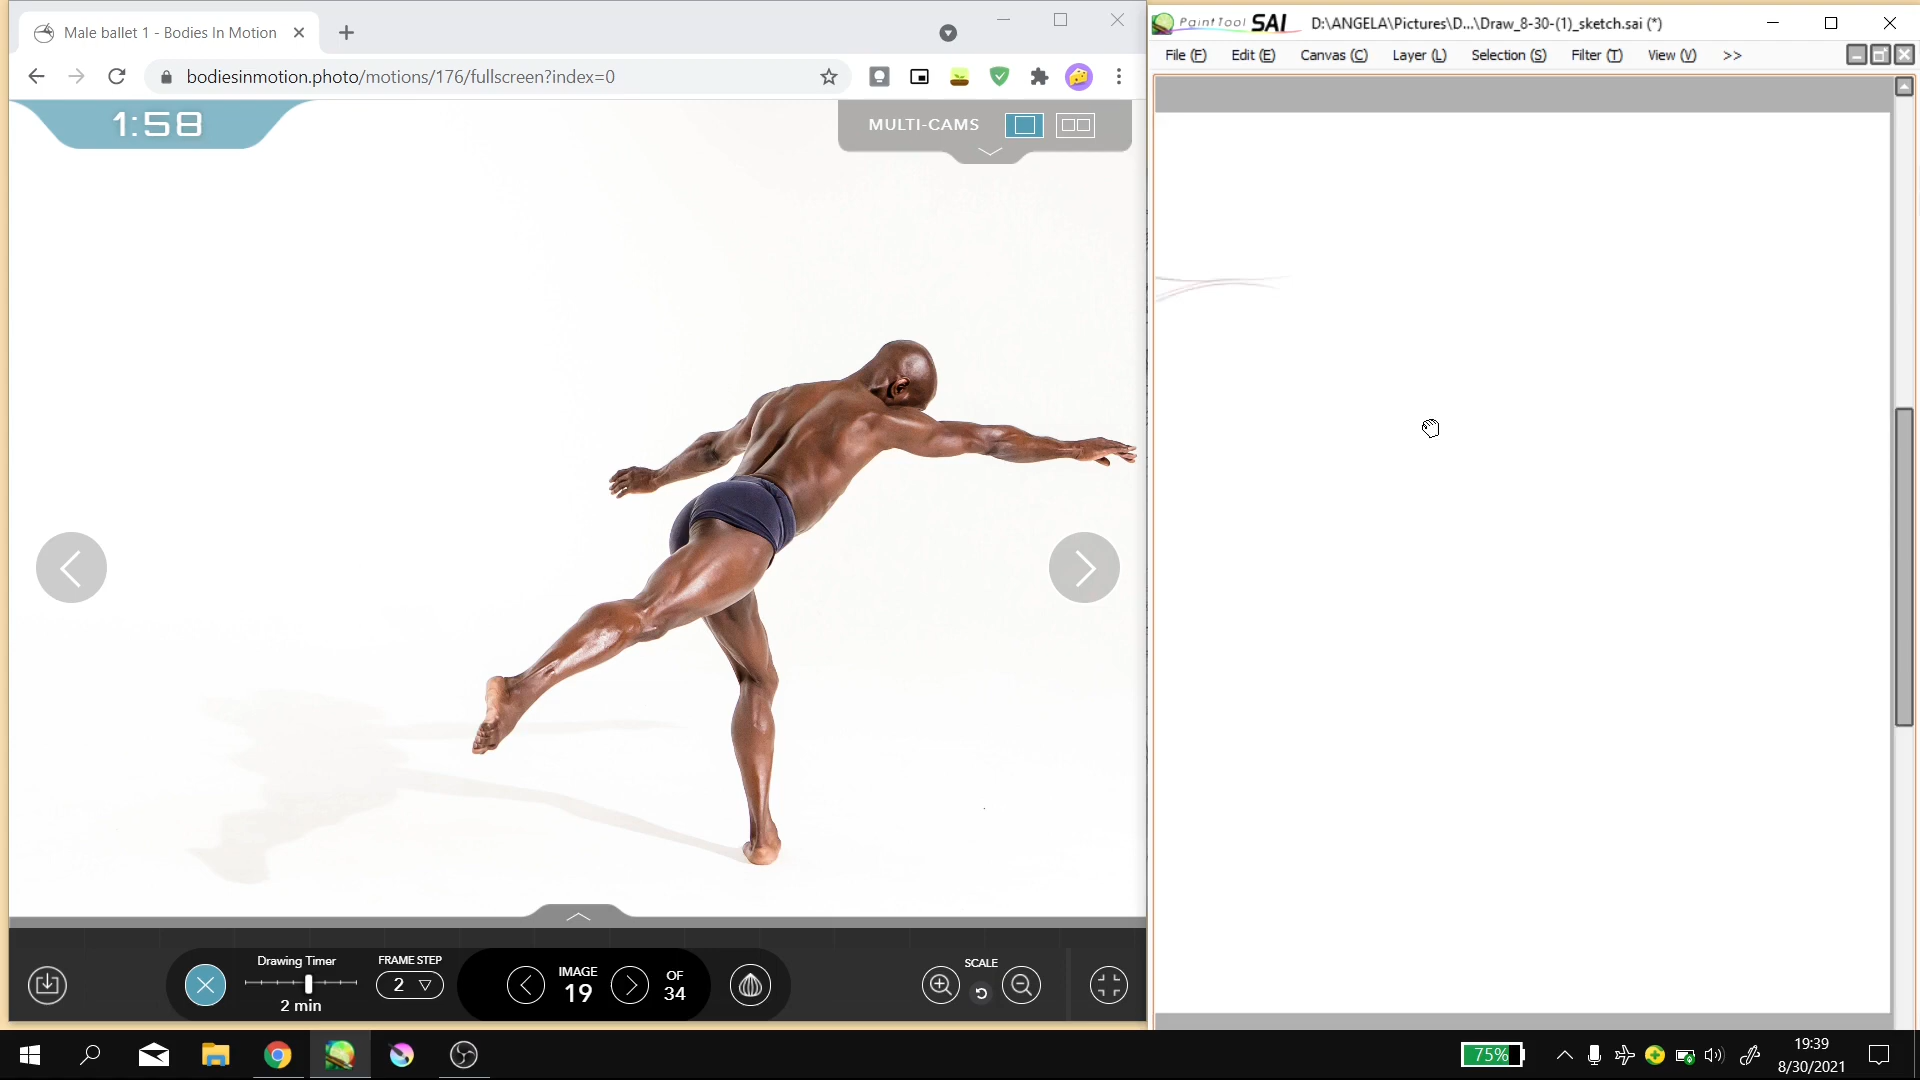 Male ballet 1 - Bodies In Motion
bodiesinmotion.photo/motions/176/fullscreen?index=0
1:58
MULTI-CAMS
Drawing Timer
2 min
FRAME STEP
2
IMAGE
19
OF
34
SCALE
PaintTool SAI D:\ANGELA\Pictures\D...\Draw_8-30-(1)_sketch.sai (*)
File (F) Edit (E) Canvas (C) Layer (L) Selection (S) Filter (T) View (V) >>
75%
19:39
8/30/2021